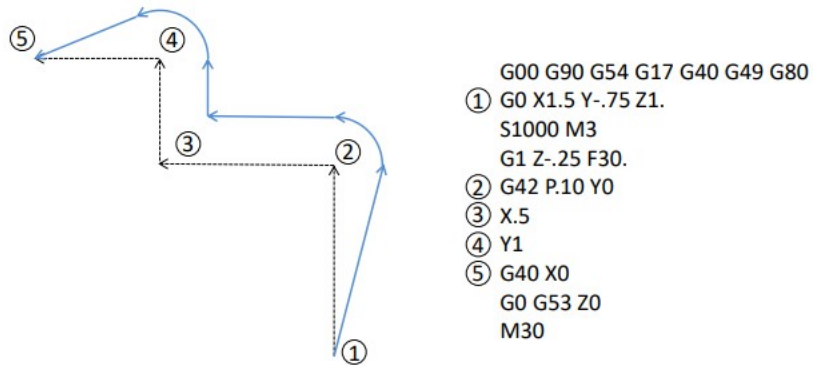 ⑤
④
③
②
①
G00 G90 G54 G17 G40 G49 G80
① G0 X1.5 Y-.75 Z1.
S1000 M3
G1 Z-.25 F30.
② G42 P.10 Y0
③ X.5
④ Y1
⑤ G40 X0
G0 G53 Z0
M30